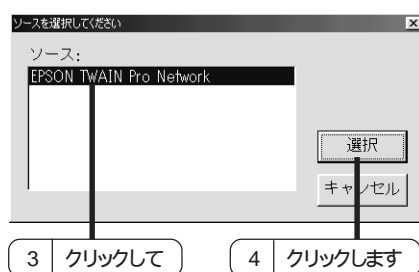 ソースを選択してください
ソース:
EPSON TWAIN Pro Network
選択
キャンセル
3 クリックして
4 クリックします